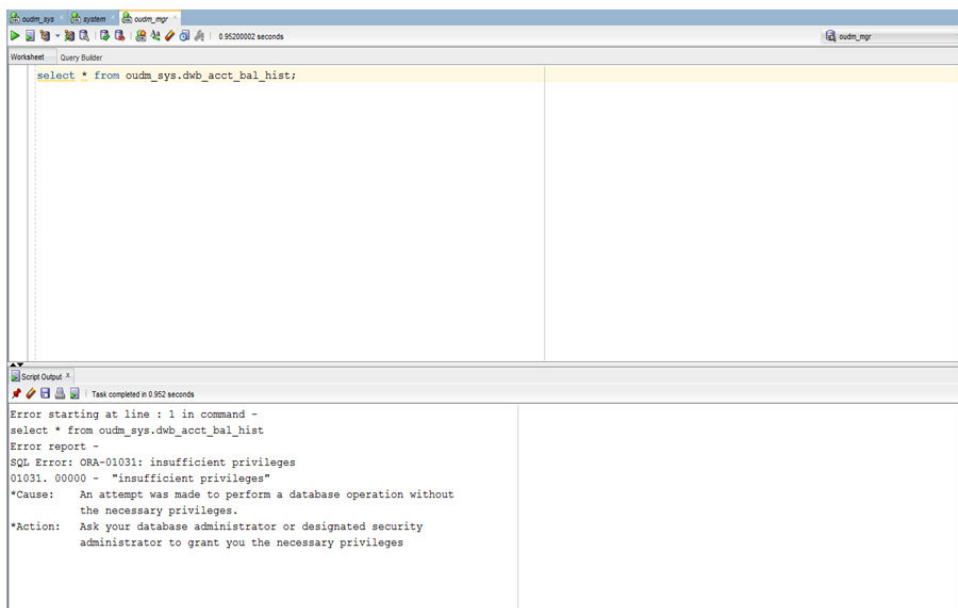 oudm_sys system oudm_mgr
0.95200002 seconds oudm_mgr
Worksheet Query Builder
select * from oudm_sys.dwb_acct_bal_hist;
Script Output x
Task completed in 0.952 seconds
Error starting at line : 1 in command -
select * from oudm_sys.dwb_acct_bal_hist
Error report -
SQL Error: ORA-01031: insufficient privileges
01031. 00000 -  "insufficient privileges"
*Cause:    An attempt was made to perform a database operation without
           the necessary privileges.
*Action:   Ask your database administrator or designated security
           administrator to grant you the necessary privileges